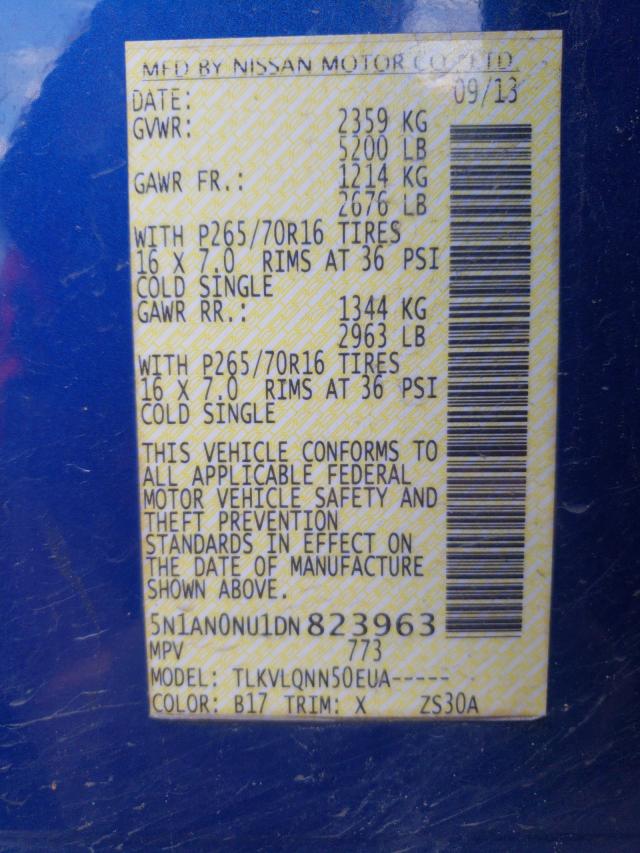 MFD BY NISSAN MOTOR CO., LTD.
DATE: 09/13
GVWR: 2359 KG
5200 LB
GAWR FR.: 1214 KG
2676 LB
WITH P265/70R16 TIRES
16 X 7.0 RIMS AT 36 PSI
COLD SINGLE
GAWR RR.: 1344 KG
2963 LB
WITH P265/70R16 TIRES
16 X 7.0 RIMS AT 36 PSI
COLD SINGLE
THIS VEHICLE CONFORMS TO
ALL APPLICABLE FEDERAL
MOTOR VEHICLE SAFETY AND
THEFT PREVENTION
STANDARDS IN EFFECT ON
THE DATE OF MANUFACTURE
SHOWN ABOVE.
5N1AN0NU1DN823963
MPV 773
MODEL: TLKVLQNN50EUA-----
COLOR: B17 TRIM: X ZS30A